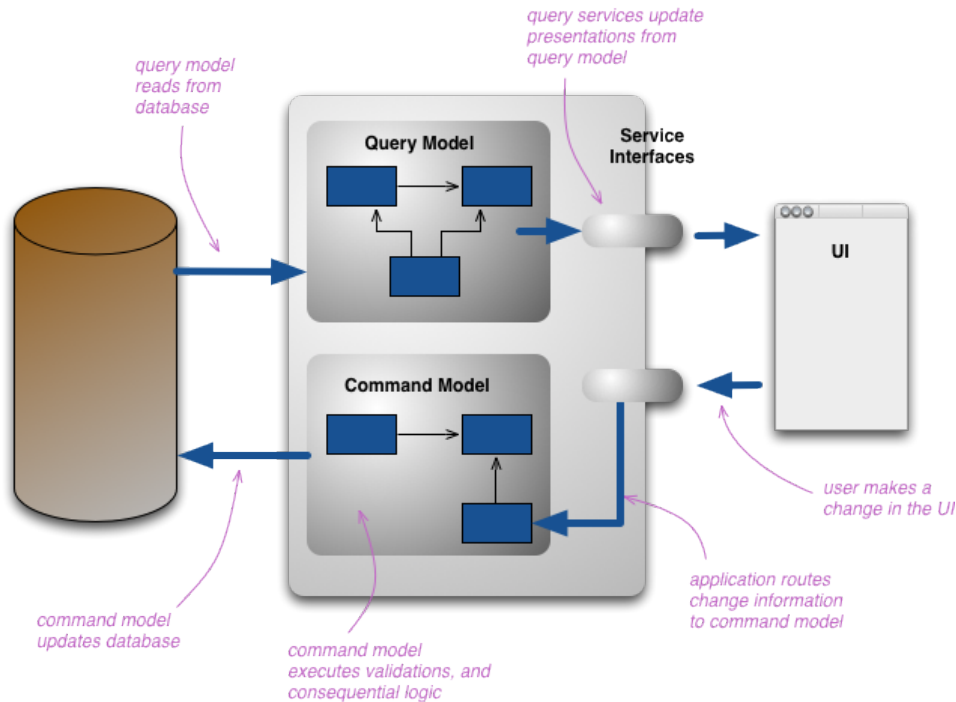 query services update
presentations from
query model
query model
reads from
database
Service
Interfaces
Query Model
UI
Command Model
user makes a
change in the UI
application routes
change information
to command model
command model
updates database
command model
executes validations, and
consequential logic